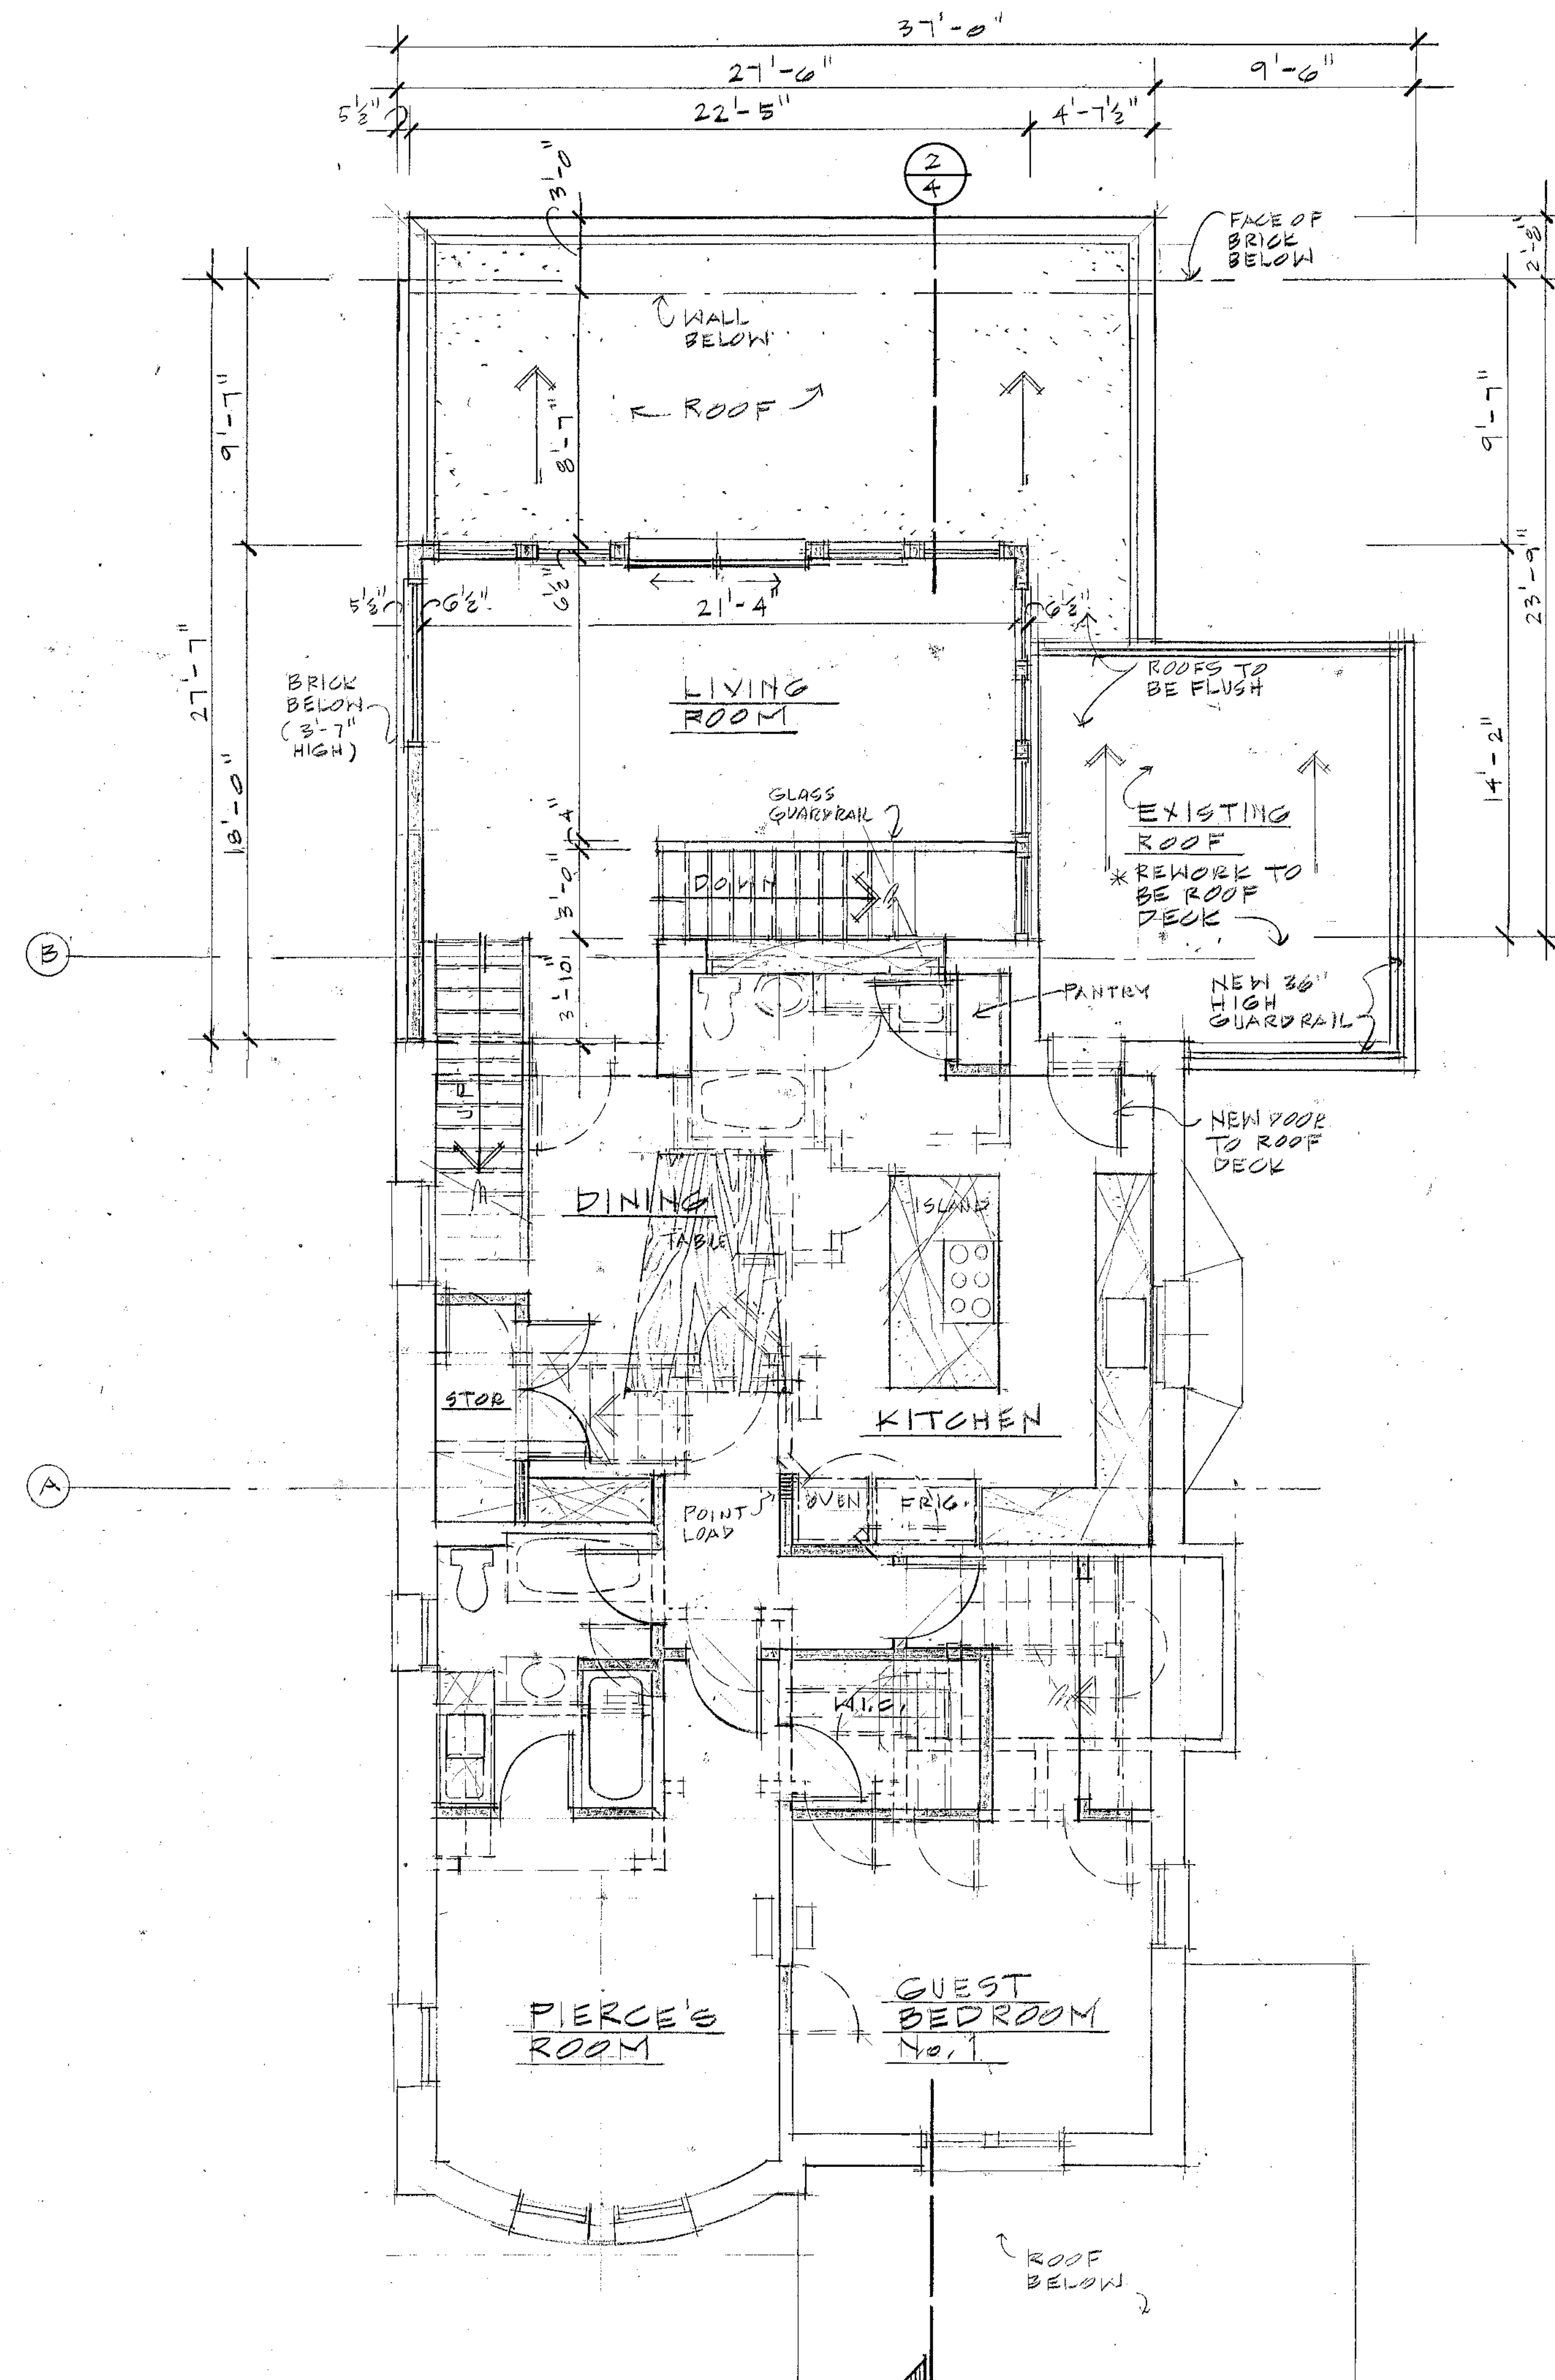 37'-0"
27'-6"
9'-6"
5½"
22'-5"
4'-7½"
3'-0"
2
4
FACE OF
BRICK
BELOW
2'-8"
WALL
BELOW
ROOF
9'-7"
8'-7"
9'-7"
27'-7"
5½"
6½"
6½"
21'-4"
6½"
23'-9"
BRICK
BELOW
(3'-7"
HIGH)
LIVING
ROOM
ROOFS TO
BE FLUSH
18'-0"
14'-2"
GLASS
GUARDRAIL
4"
EXISTING
ROOF
* REWORK TO
BE ROOF
DECK
DOWN
3'-0"
B
3'-10"
PANTRY
NEW 36"
HIGH
GUARDRAIL
UP
NEW DOOR
TO ROOF
DECK
DINING
TABLE
ISLAND
STOR
KITCHEN
A
POINT
LOAD
OVEN
FRIG.
W.I.C.
PIERCE'S
ROOM
GUEST
BEDROOM
No. 1
ROOF
BELOW